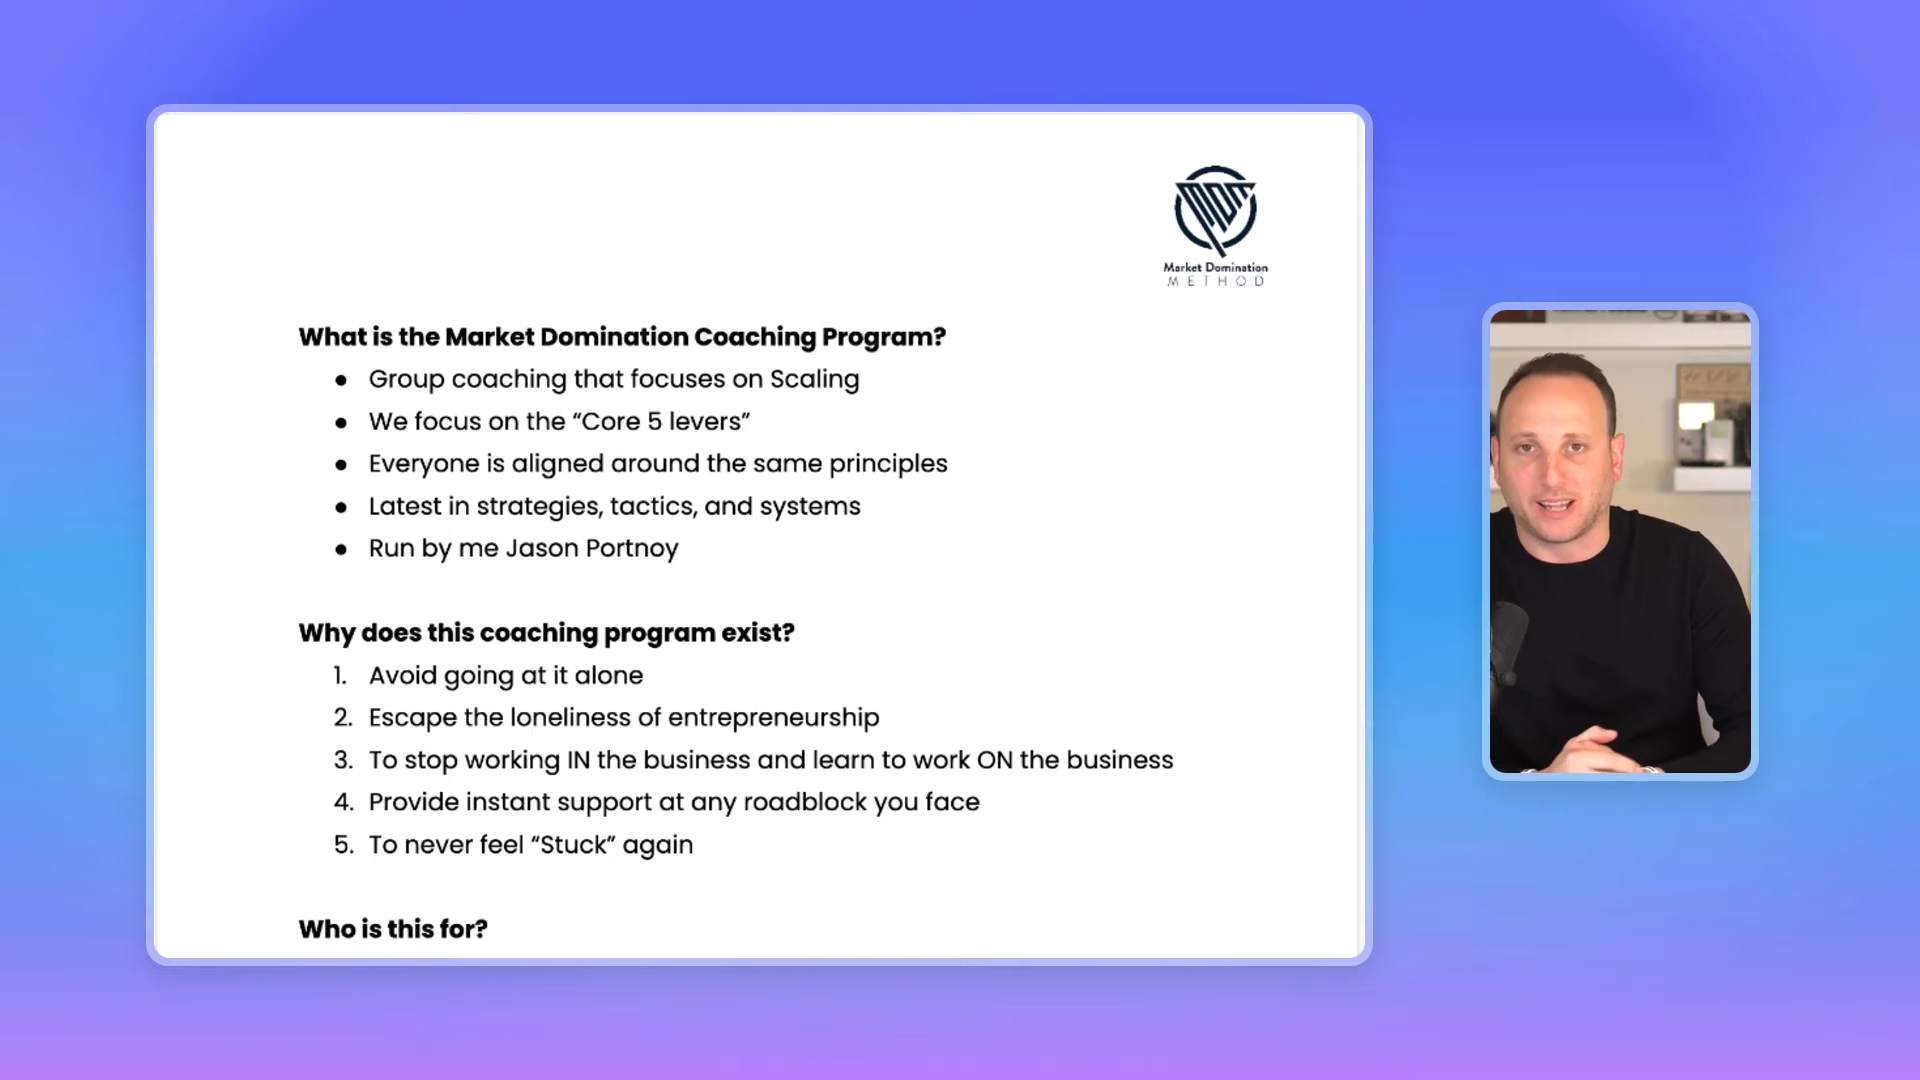 MDM
Market Domination
METHOD
What is the Market Domination Coaching Program?
● Group coaching that focuses on Scaling
● We focus on the “Core 5 levers”
● Everyone is aligned around the same principles
● Latest in strategies, tactics, and systems
● Run by me Jason Portnoy
Why does this coaching program exist?
1. Avoid going at it alone
2. Escape the loneliness of entrepreneurship
3. To stop working IN the business and learn to work ON the business
4. Provide instant support at any roadblock you face
5. To never feel “Stuck” again
Who is this for?